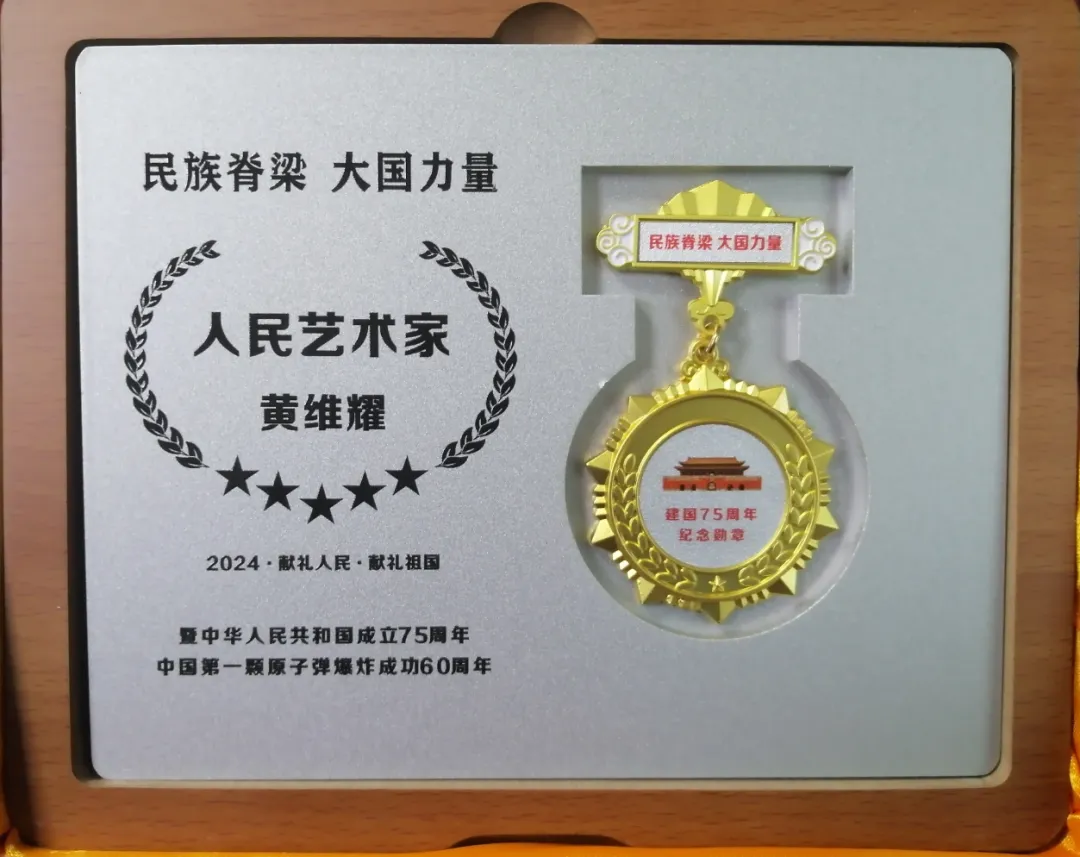 民族脊梁 大国力量
人民艺术家
黄维耀
2024·献礼人民·献礼祖国
暨中华人民共和国成立75周年
中国第一颗原子弹爆炸成功60周年
民族脊梁 大国力量
建国75周年
纪念勋章